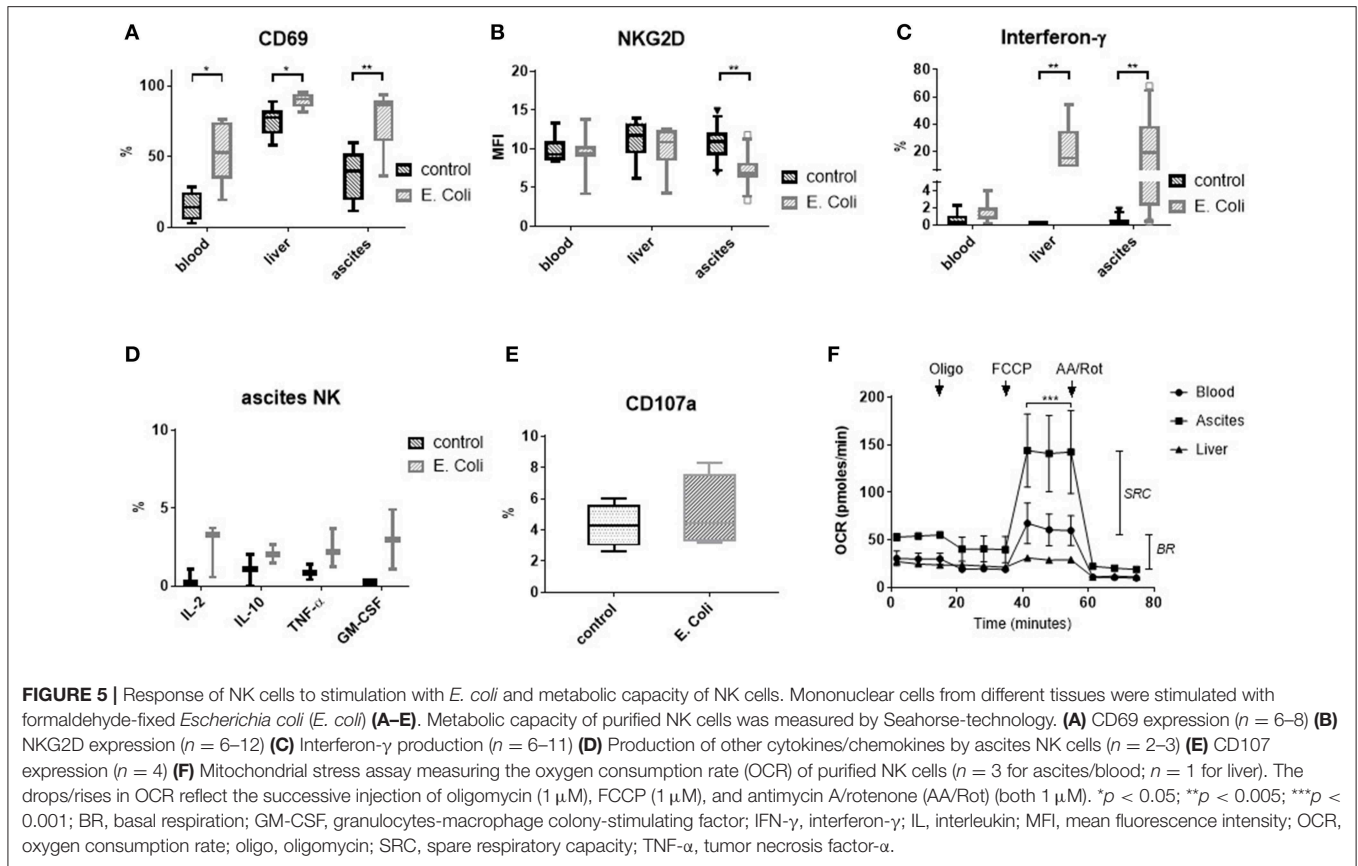 A
CD69
*
*
**
100
50
0
%
control
E. Coli
blood
liver
ascites
B
NKG2D
**
20
15
10
5
0
MFI
control
E. Coli
blood
liver
ascites
C
Interferon-γ
**
**
80
60
40
20
4
2
0
%
control
E. Coli
blood
liver
ascites
D
ascites NK
10
5
0
%
control
E. Coli
IL-2
IL-10
TNF-α
GM-CSF
E
CD107a
10
8
6
4
2
0
%
control
E. Coli
F
Oligo
FCCP
AA/Rot
***
200
150
100
50
0
OCR (pmoles/min)
0 20 40 60 80
Time (minutes)
SRC
BR
Blood
Ascites
Liver
FIGURE 5 | Response of NK cells to stimulation with E. coli and metabolic capacity of NK cells. Mononuclear cells from different tissues were stimulated with
formaldehyde-fixed Escherichia coli (E. coli) (A–E). Metabolic capacity of purified NK cells was measured by Seahorse-technology. (A) CD69 expression (n = 6–8) (B)
NKG2D expression (n = 6–12) (C) Interferon-γ production (n = 6–11) (D) Production of other cytokines/chemokines by ascites NK cells (n = 2–3) (E) CD107
expression (n = 4) (F) Mitochondrial stress assay measuring the oxygen consumption rate (OCR) of purified NK cells (n = 3 for ascites/blood; n = 1 for liver). The
drops/rises in OCR reflect the successive injection of oligomycin (1 μM), FCCP (1 μM), and antimycin A/rotenone (AA/Rot) (both 1 μM). *p < 0.05; **p < 0.005; ***p <
0.001; BR, basal respiration; GM-CSF, granulocytes-macrophage colony-stimulating factor; IFN-γ, interferon-γ; IL, interleukin; MFI, mean fluorescence intensity; OCR,
oxygen consumption rate; oligo, oligomycin; SRC, spare respiratory capacity; TNF-α, tumor necrosis factor-α.